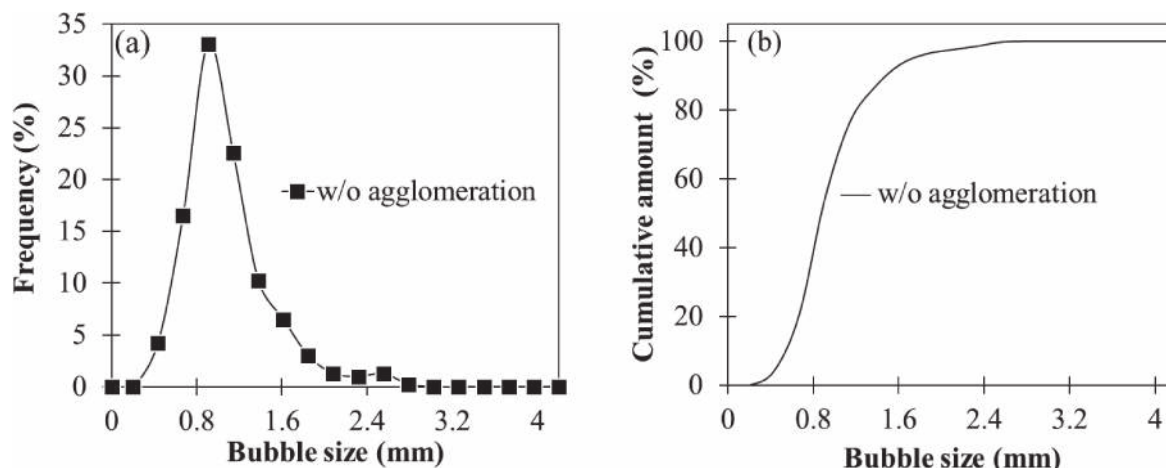 (a)
35
30
25
20
15
10
5
0
Frequency (%)
w/o agglomeration
0 0.8 1.6 2.4 3.2 4
Bubble size (mm)
(b)
100
80
60
40
20
0
Cumulative amount (%)
w/o agglomeration
0 0.8 1.6 2.4 3.2 4
Bubble size (mm)